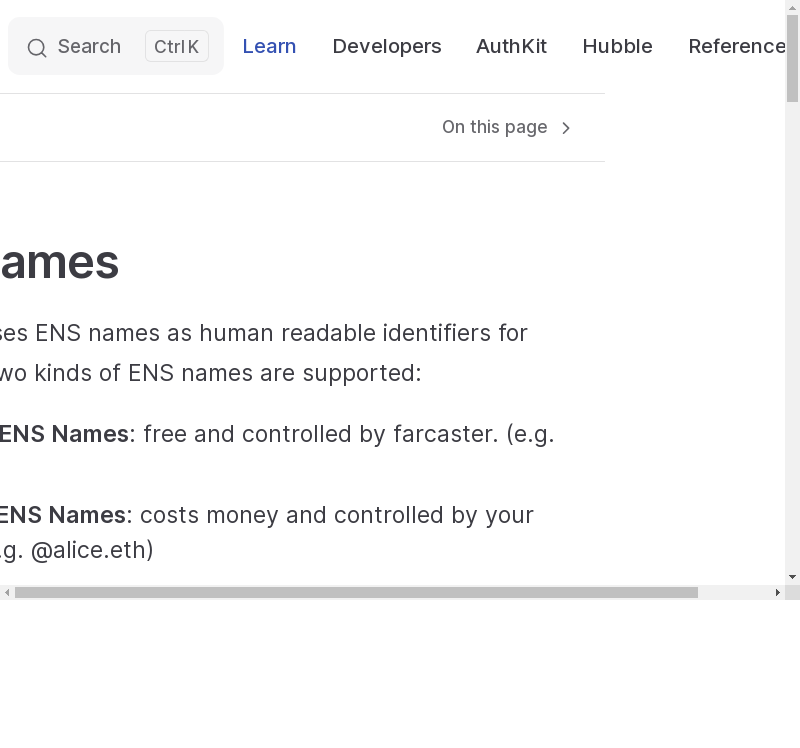 Search Ctrl K Learn Developers AuthKit Hubble Reference
On this page
ames
ses ENS names as human readable identifiers for
wo kinds of ENS names are supported:
ENS Names: free and controlled by farcaster. (e.g.
ENS Names: costs money and controlled by your
.g. @alice.eth)